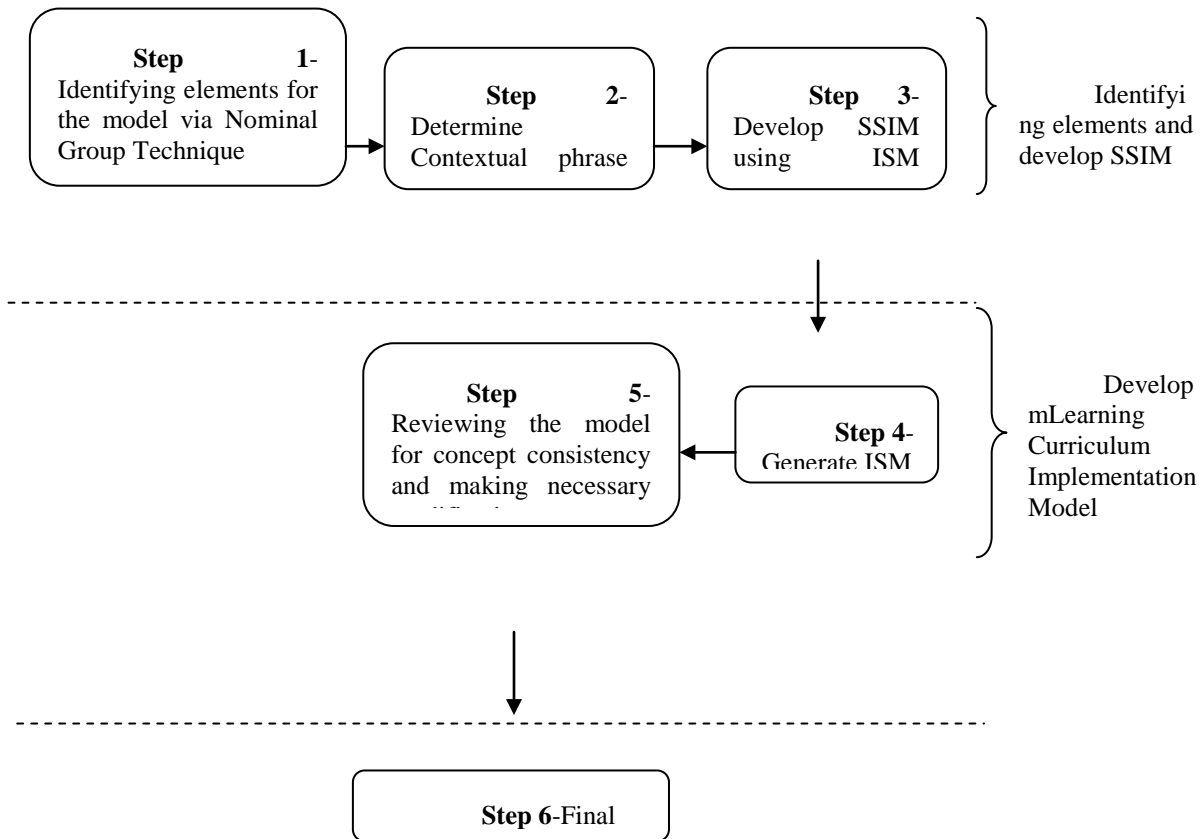 Step 1-
Identifying elements for
the model via Nominal
Group Technique
Step 2-
Determine
Contextual phrase
Step 3-
Develop SSIM
using ISM
Identifyi
ng elements and
develop SSIM
Step 5-
Reviewing the model
for concept consistency
and making necessary
Step 4-
Generate ISM
Develop
mLearning
Curriculum
Implementation
Model
Step 6-Final